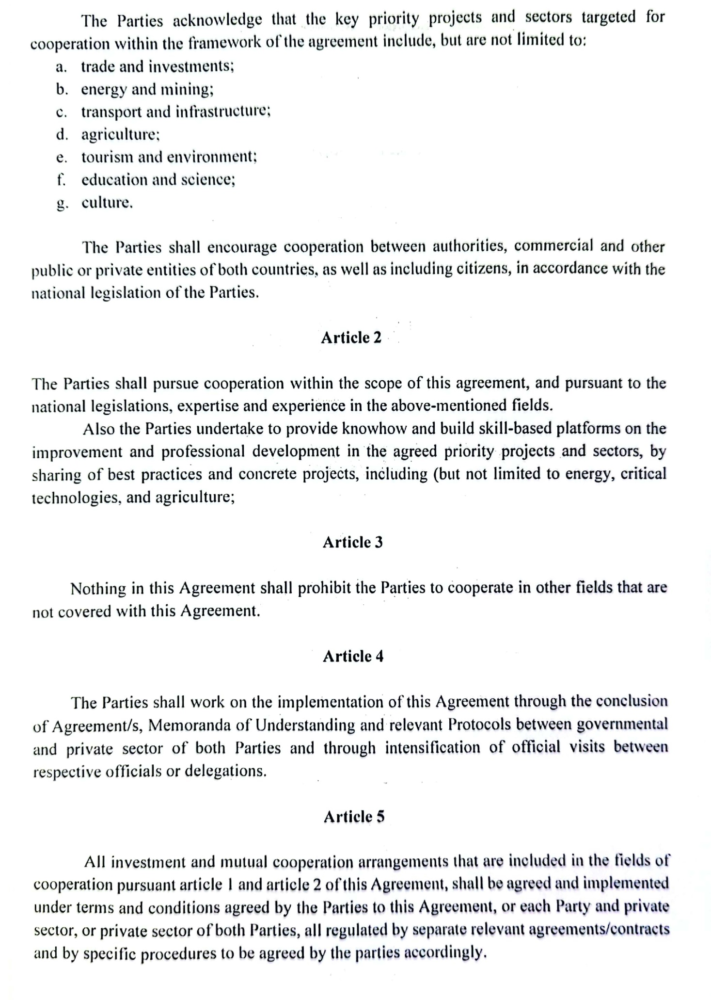 The Parties acknowledge that the key priority projects and sectors targeted for
cooperation within the framework of the agreement include, but are not limited to:
a. trade and investments;
b. energy and mining;
c. transport and infrastructure;
d. agriculture;
e. tourism and environment;
f. education and science;
g. culture.
The Parties shall encourage cooperation between authorities, commercial and other
public or private entities of both countries, as well as including citizens, in accordance with the
national legislation of the Parties.
Article 2
The Parties shall pursue cooperation within the scope of this agreement, and pursuant to the
national legislations, expertise and experience in the above-mentioned fields.
Also the Parties undertake to provide knowhow and build skill-based platforms on the
improvement and professional development in the agreed priority projects and sectors, by
sharing of best practices and concrete projects, including (but not limited to energy, critical
technologies, and agriculture;
Article 3
Nothing in this Agreement shall prohibit the Parties to cooperate in other fields that are
not covered with this Agreement.
Article 4
The Parties shall work on the implementation of this Agreement through the conclusion
of Agreement/s, Memoranda of Understanding and relevant Protocols between governmental
and private sector of both Parties and through intensification of official visits between
respective officials or delegations.
Article 5
All investment and mutual cooperation arrangements that are included in the fields of
cooperation pursuant article 1 and article 2 of this Agreement, shall be agreed and implemented
under terms and conditions agreed by the Parties to this Agreement, or each Party and private
sector, or private sector of both Parties, all regulated by separate relevant agreements/contracts
and by specific procedures to be agreed by the parties accordingly.